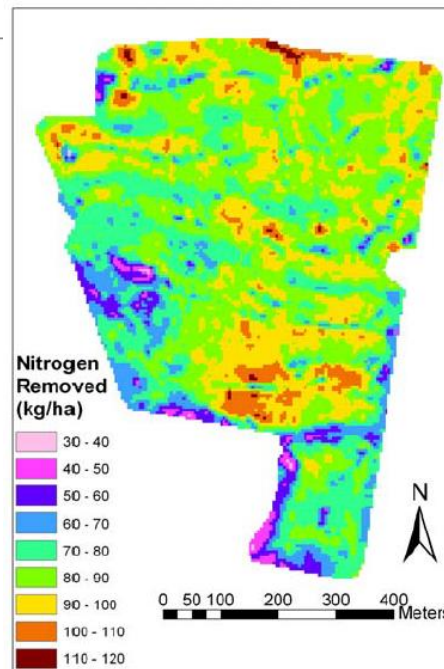 Nitrogen
Removed
(kg/ha)
30 - 40
40 - 50
50 - 60
60 - 70
70 - 80
80 - 90
90 - 100
100 - 110
110 - 120
N
0 50 100 200 300 400
Meters